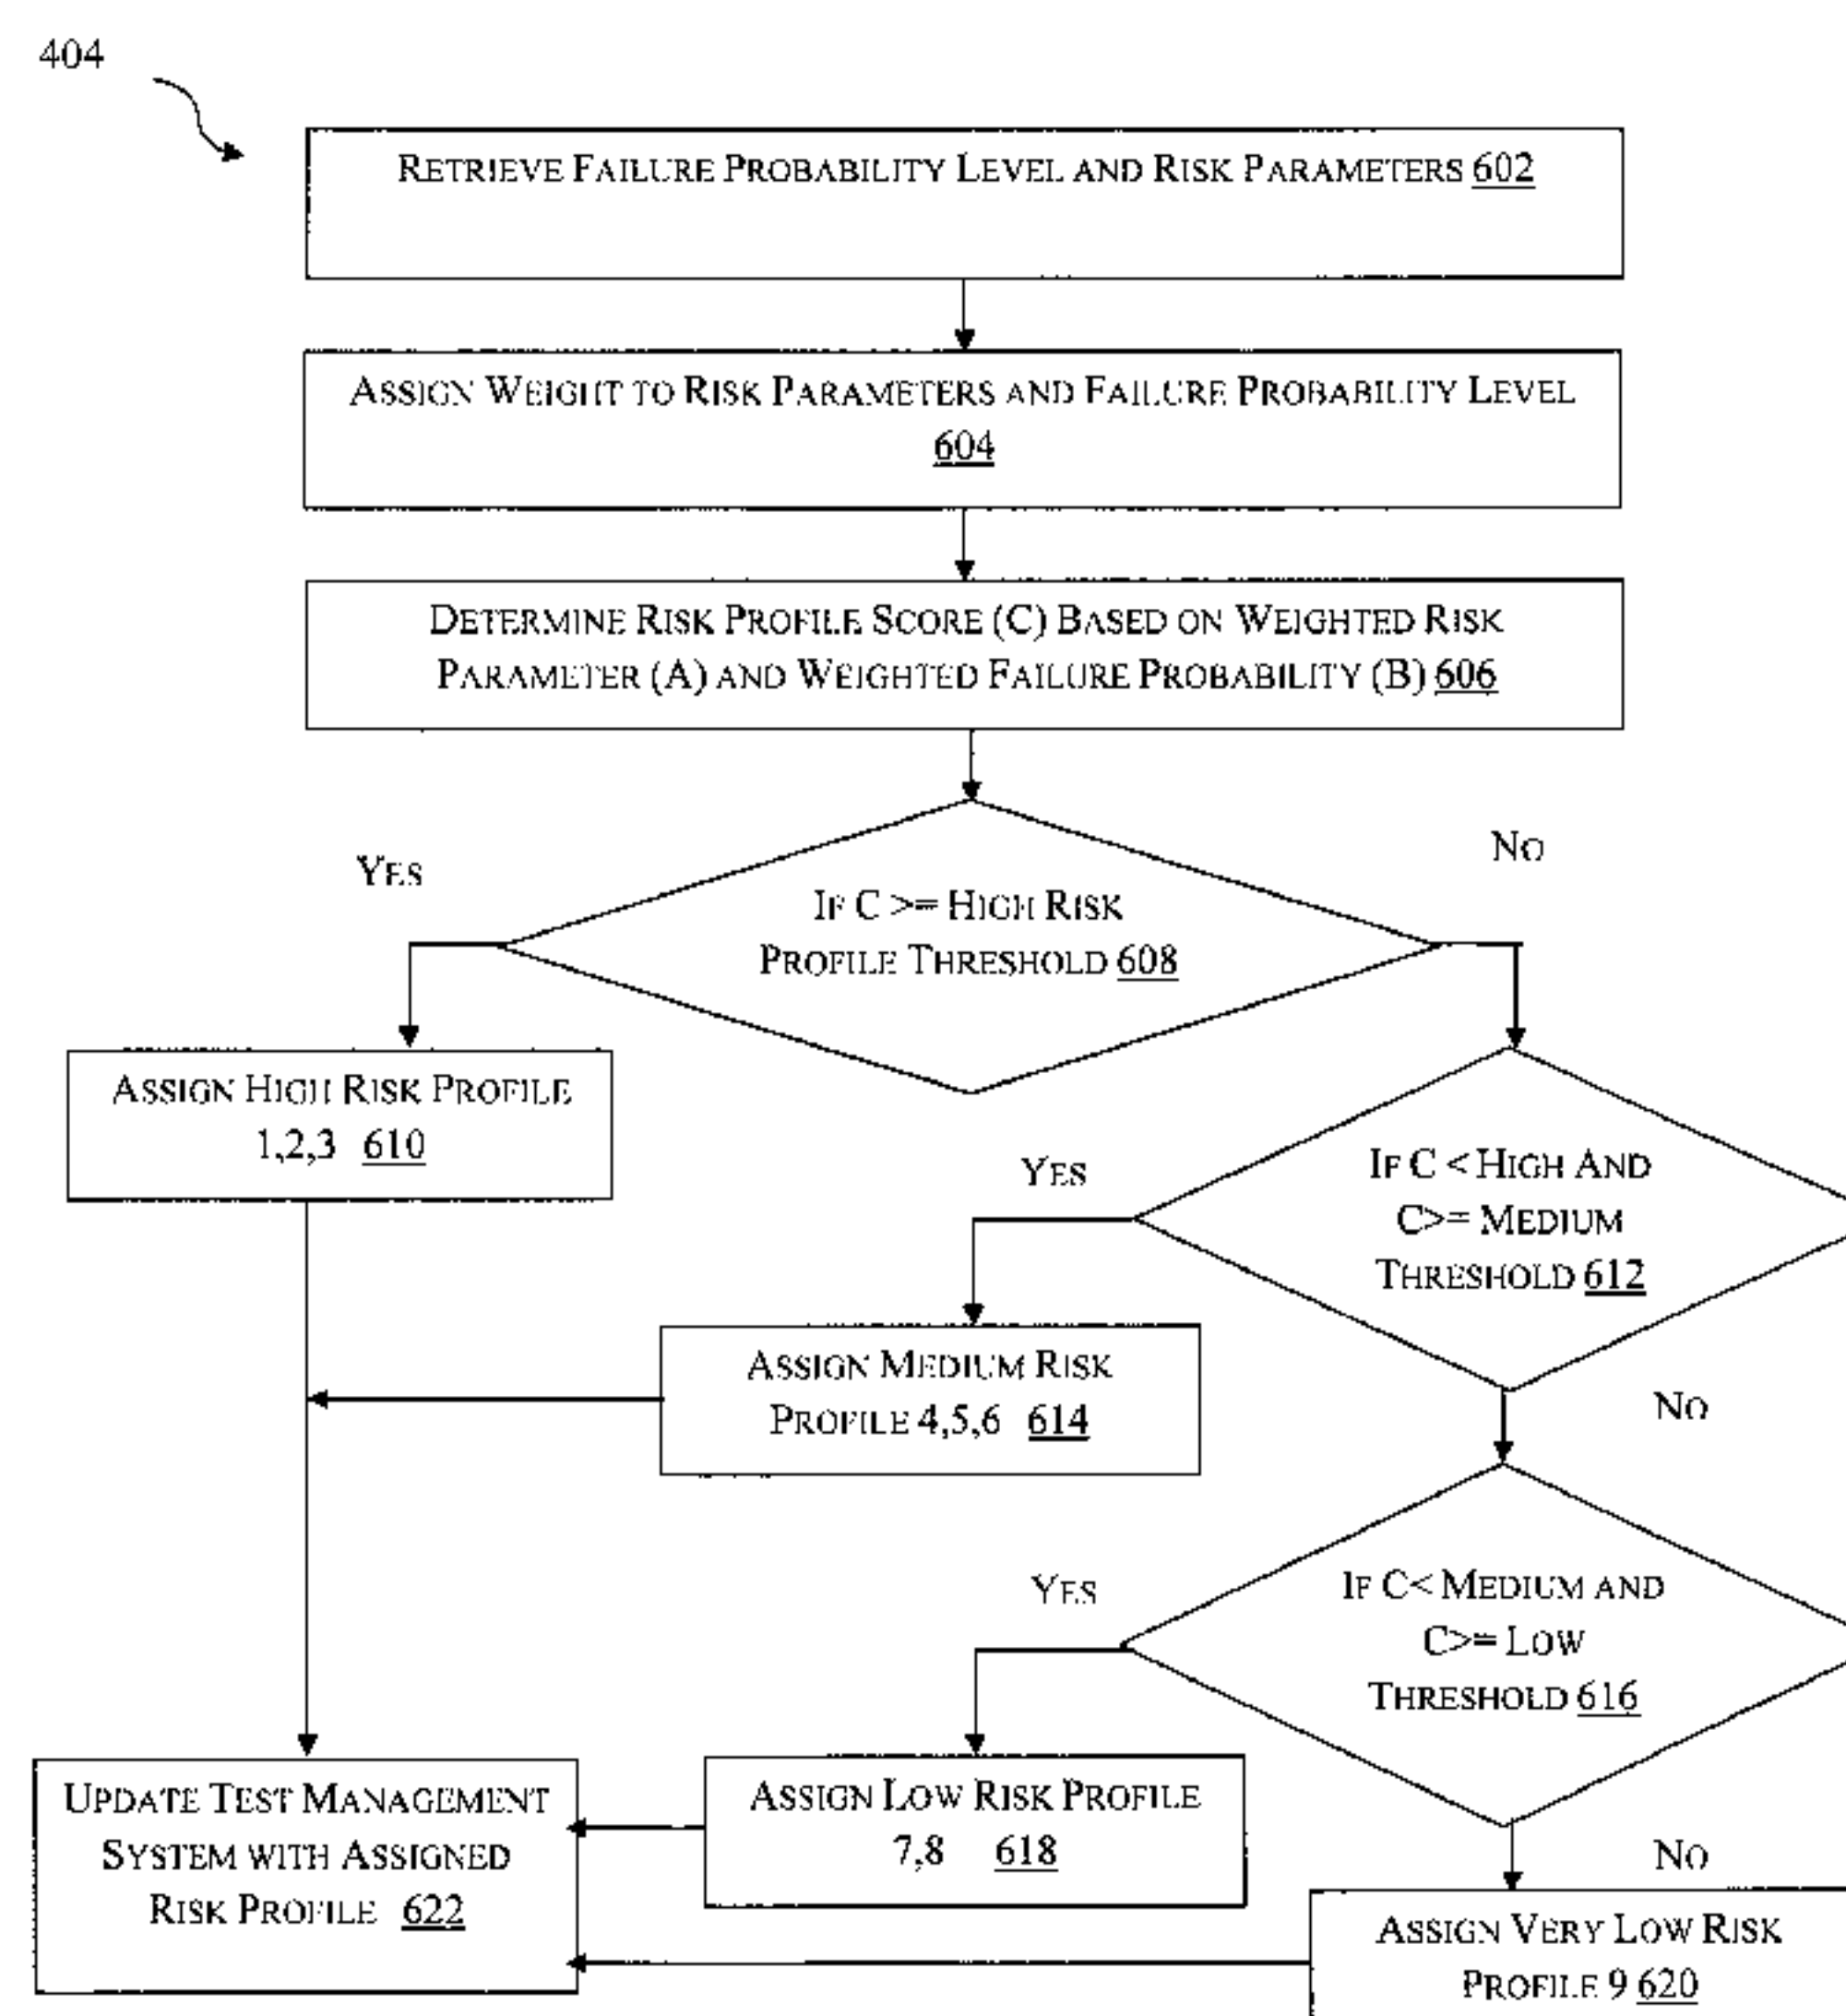 404
RETRIEVE FAILURE PROBABILITY LEVEL AND RISK PARAMETERS 602
ASSIGN WEIGHT TO RISK PARAMETERS AND FAILURE PROBABILITY LEVEL
604
DETERMINE RISK PROFILE SCORE (C) BASED ON WEIGHTED RISK
PARAMETER (A) AND WEIGHTED FAILURE PROBABILITY (B) 606
YES
NO
IF C >= HIGH RISK
PROFILE THRESHOLD 608
ASSIGN HIGH RISK PROFILE
1,2,3 610
YES
IF C < HIGH AND
C>= MEDIUM
THRESHOLD 612
ASSIGN MEDIUM RISK
PROFILE 4,5,6 614
NO
YES
IF C< MEDIUM AND
C>= LOW
THRESHOLD 616
UPDATE TEST MANAGEMENT
SYSTEM WITH ASSIGNED
RISK PROFILE 622
ASSIGN LOW RISK PROFILE
7,8 618
NO
ASSIGN VERY LOW RISK
PROFILE 9 620